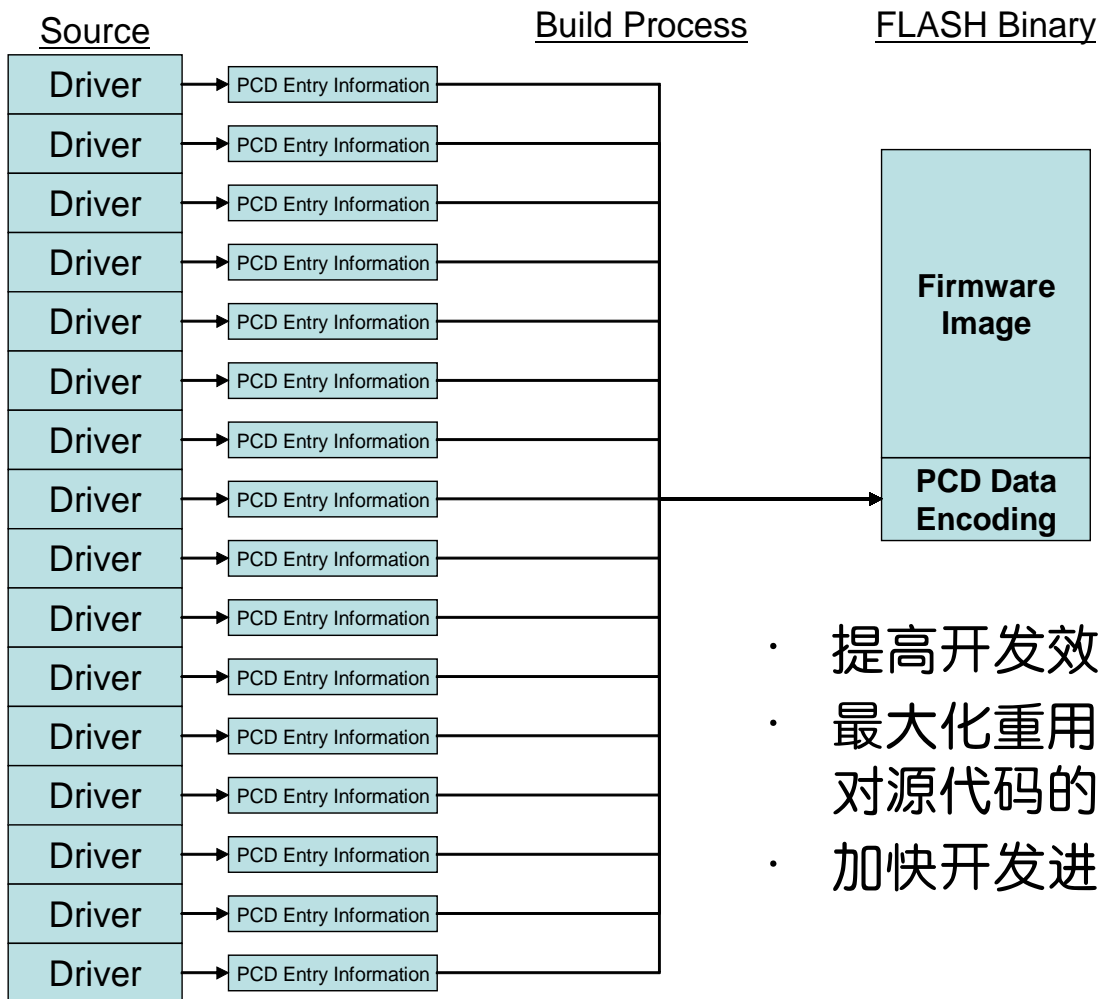 Source
Build Process
FLASH Binary
Driver
PCD Entry Information
Driver
PCD Entry Information
Driver
PCD Entry Information
Driver
PCD Entry Information
Driver
PCD Entry Information
Driver
PCD Entry Information
Driver
PCD Entry Information
Driver
PCD Entry Information
Driver
PCD Entry Information
Driver
PCD Entry Information
Driver
PCD Entry Information
Driver
PCD Entry Information
Driver
PCD Entry Information
Driver
PCD Entry Information
Driver
PCD Entry Information
Driver
PCD Entry Information
Firmware
Image
PCD Data
Encoding
· 提高开发效
· 最大化重用
对源代码的
· 加快开发进